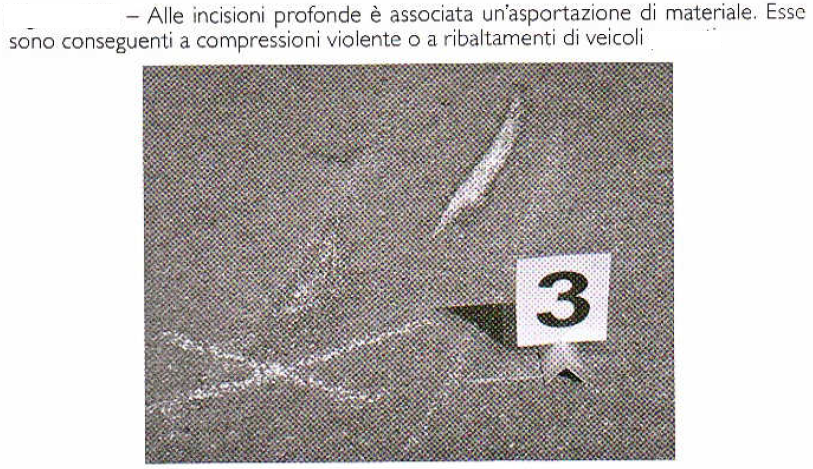 – Alle incisioni profonde è associata un'asportazione di materiale. Esse
sono conseguenti a compressioni violente o a ribaltamenti di veicoli
3